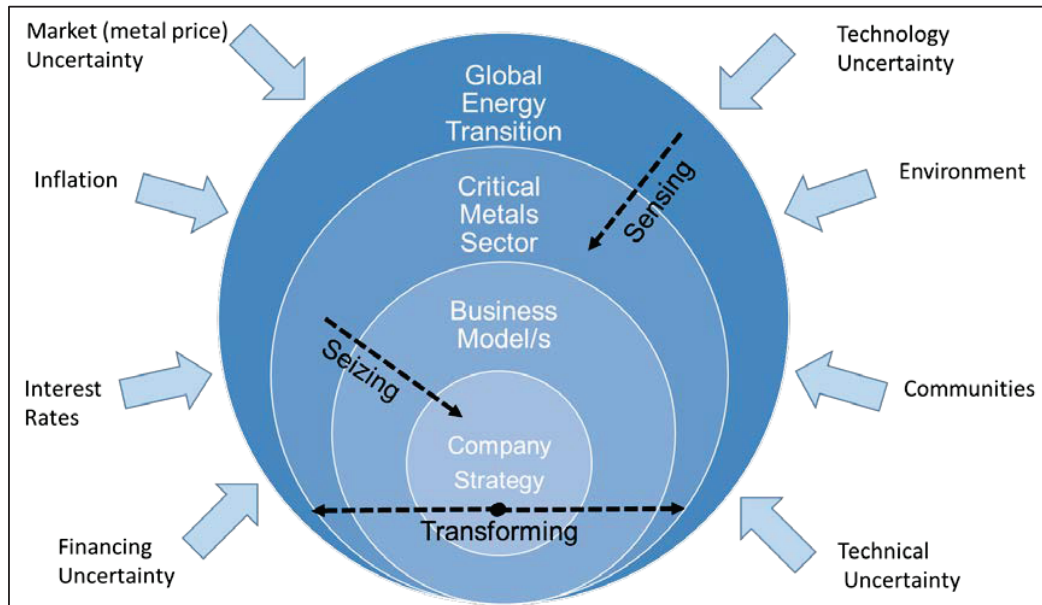 Market (metal price)
Uncertainty
Inflation
Interest
Rates
Financing
Uncertainty
Global
Energy
Transition
Critical
Metals
Sector
Business
Model/s
Company
Strategy
Sensing
Seizing
Transforming
Technology
Uncertainty
Environment
Communities
Technical
Uncertainty